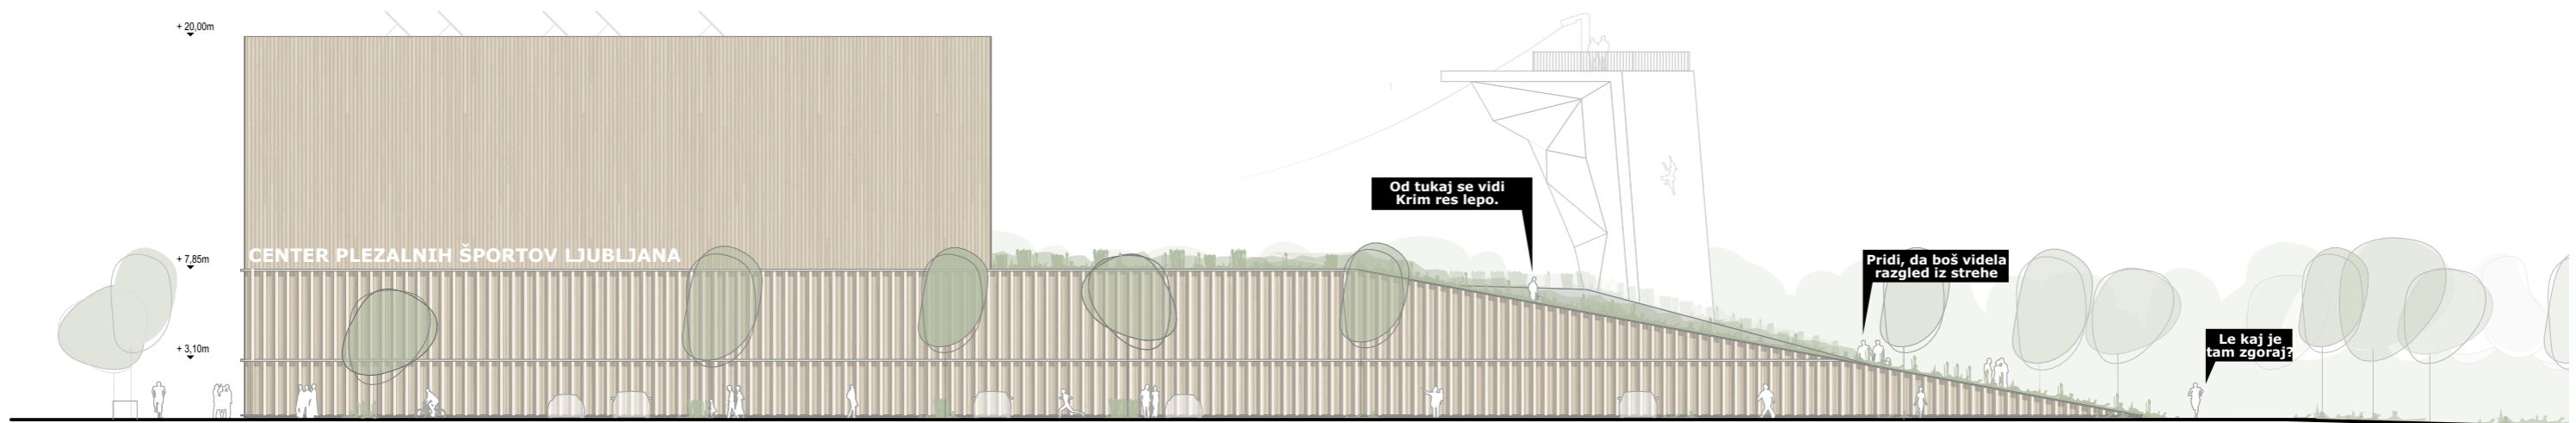 + 20,00m
CENTER PLEZALNIH ŠPORTOV LJUBLJANA
+ 7,85m
+ 3,10m
Od tukaj se vidi
Krim res lepo.
Pridi, da boš videla
razgled iz strehe
Le kaj je
tam zgoraj?